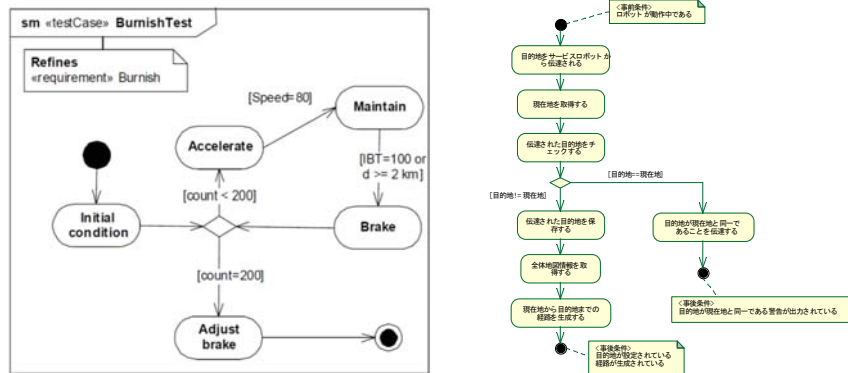 sm «testCase» BurnishTest
Refines
«requirement» Burnish
[Speed=80]
Maintain
Accelerate
[IBT=100 or
d >= 2 km]
[count < 200]
Initial
condition
Brake
[count=200]
Adjust
brake
<事前条件>
ロボットが動作中である
目的地をサービスロボットか
ら伝達される
現在地を取得する
伝達された目的地をチ
ェックする
[目的地==現在地]
[目的地!= 現在地]
伝達された目的地を保
存する
目的地が現在地と同一で
あることを伝達する
全体地図情報を取
得する
<事後条件>
目的地が現在地と同一である警告が出力されている
現在地から目的地までの
経路を生成する
<事後条件>
目的地が設定されている
経路が生成されている